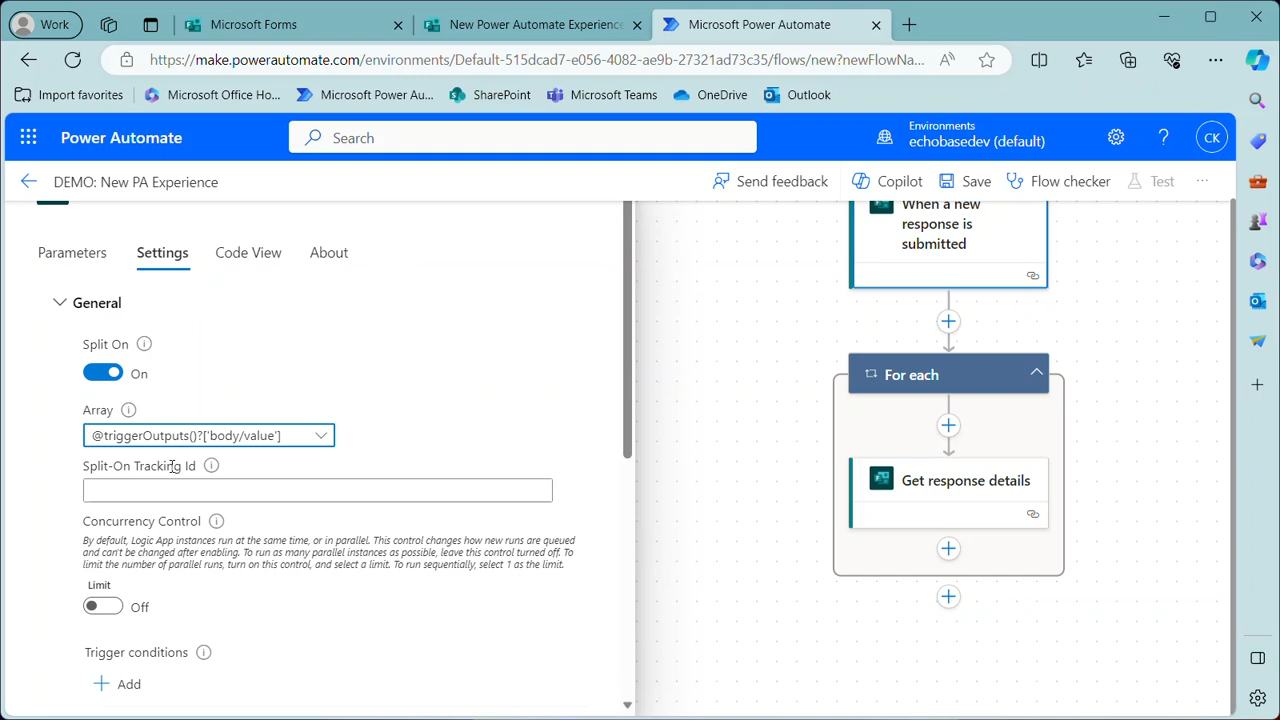 Work
Microsoft Forms
New Power Automate Experience
Microsoft Power Automate
https://make.powerautomate.com/environments/Default-515dcad7-e056-4082-ae9b-27321ad73c35/flows/new?newFlowNa...
Import favorites
Microsoft Office Ho...
Microsoft Power Au...
SharePoint
Microsoft Teams
OneDrive
Outlook
Power Automate
Search
Environments
echobasedev (default)
CK
DEMO: New PA Experience
Send feedback
Copilot
Save
Flow checker
Test
Parameters
Settings
Code View
About
General
Split On
On
Array
@triggerOutputs()?['body/value']
Split-On Tracking Id
Concurrency Control
By default, Logic App instances run at the same time, or in parallel. This control changes how new runs are queued
and can't be changed after enabling. To run as many parallel instances as possible, leave this control turned off. To
limit the number of parallel runs, turn on this control, and select a limit. To run sequentially, select 1 as the limit.
Limit
Off
Trigger conditions
Add
When a new
response is
submitted
For each
Get response details